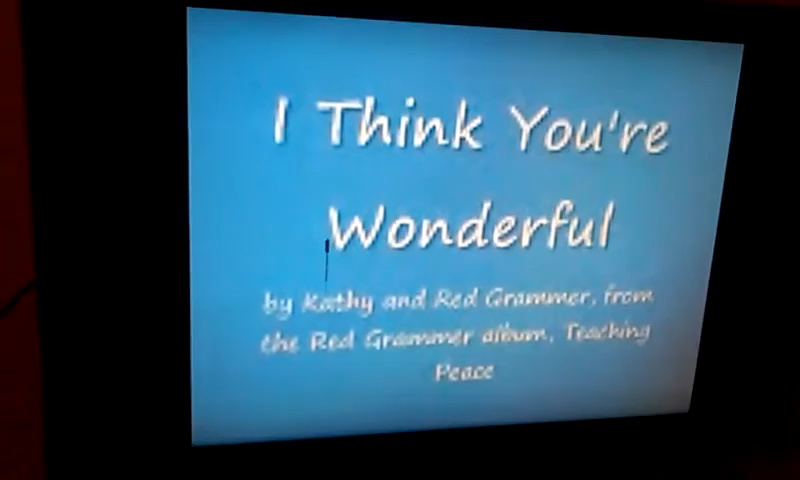 I Think You're
Wonderful
by Kathy and Red Grammer, from
the Red Grammer album, Teaching
Peace